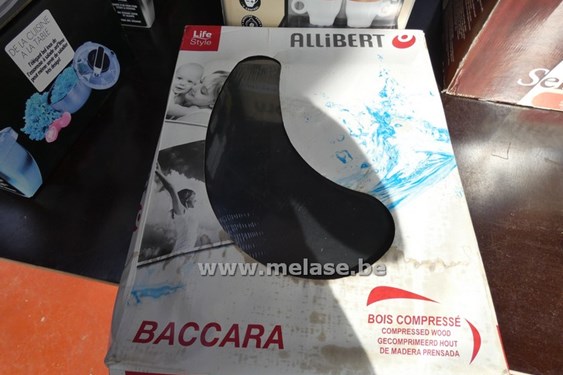 DE LA CUISINE
A LA TABLE
Life
Style
ALLIBERT
www.melase.be
BACCARA
BOIS COMPRESSÉ
COMPRESSED WOOD
GECOMPRIMEERD HOUT
DE MADERA PRENSADA